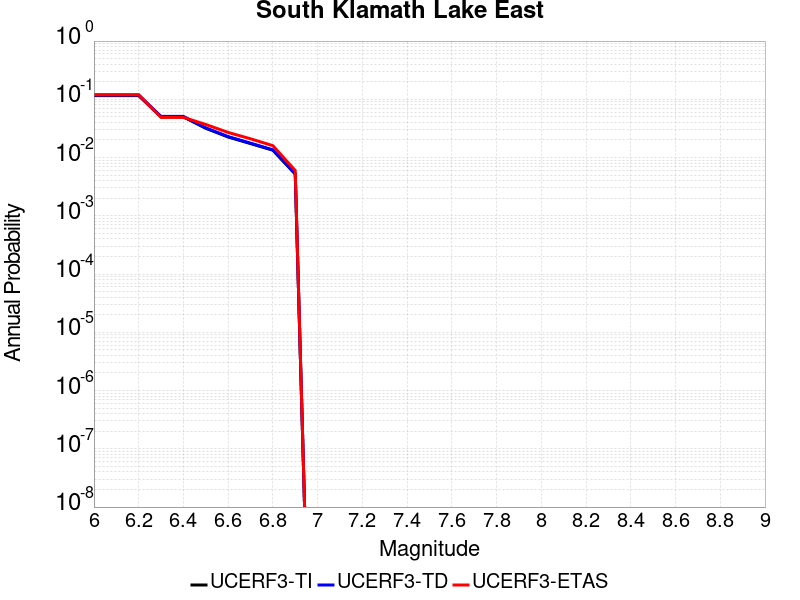 South Klamath Lake East
10^0
10^-1
10^-2
10^-3
10^-4
10^-5
10^-6
10^-7
10^-8
Annual Probability
6 6.2 6.4 6.6 6.8 7 7.2 7.4 7.6 7.8 8 8.2 8.4 8.6 8.8 9
Magnitude
UCERF3-TI UCERF3-TD UCERF3-ETAS